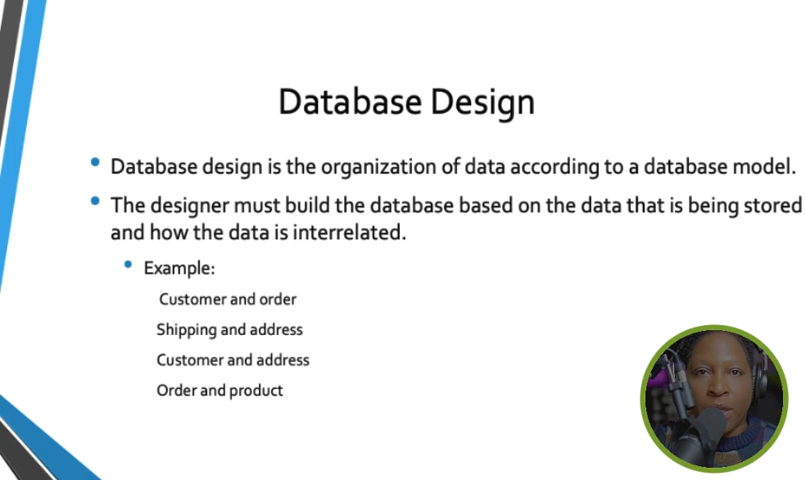 Database Design
Database design is the organization of data according to a database model.
The designer must build the database based on the data that is being stored
and how the data is interrelated.
Example:
Customer and order
Shipping and address
Customer and address
Order and product